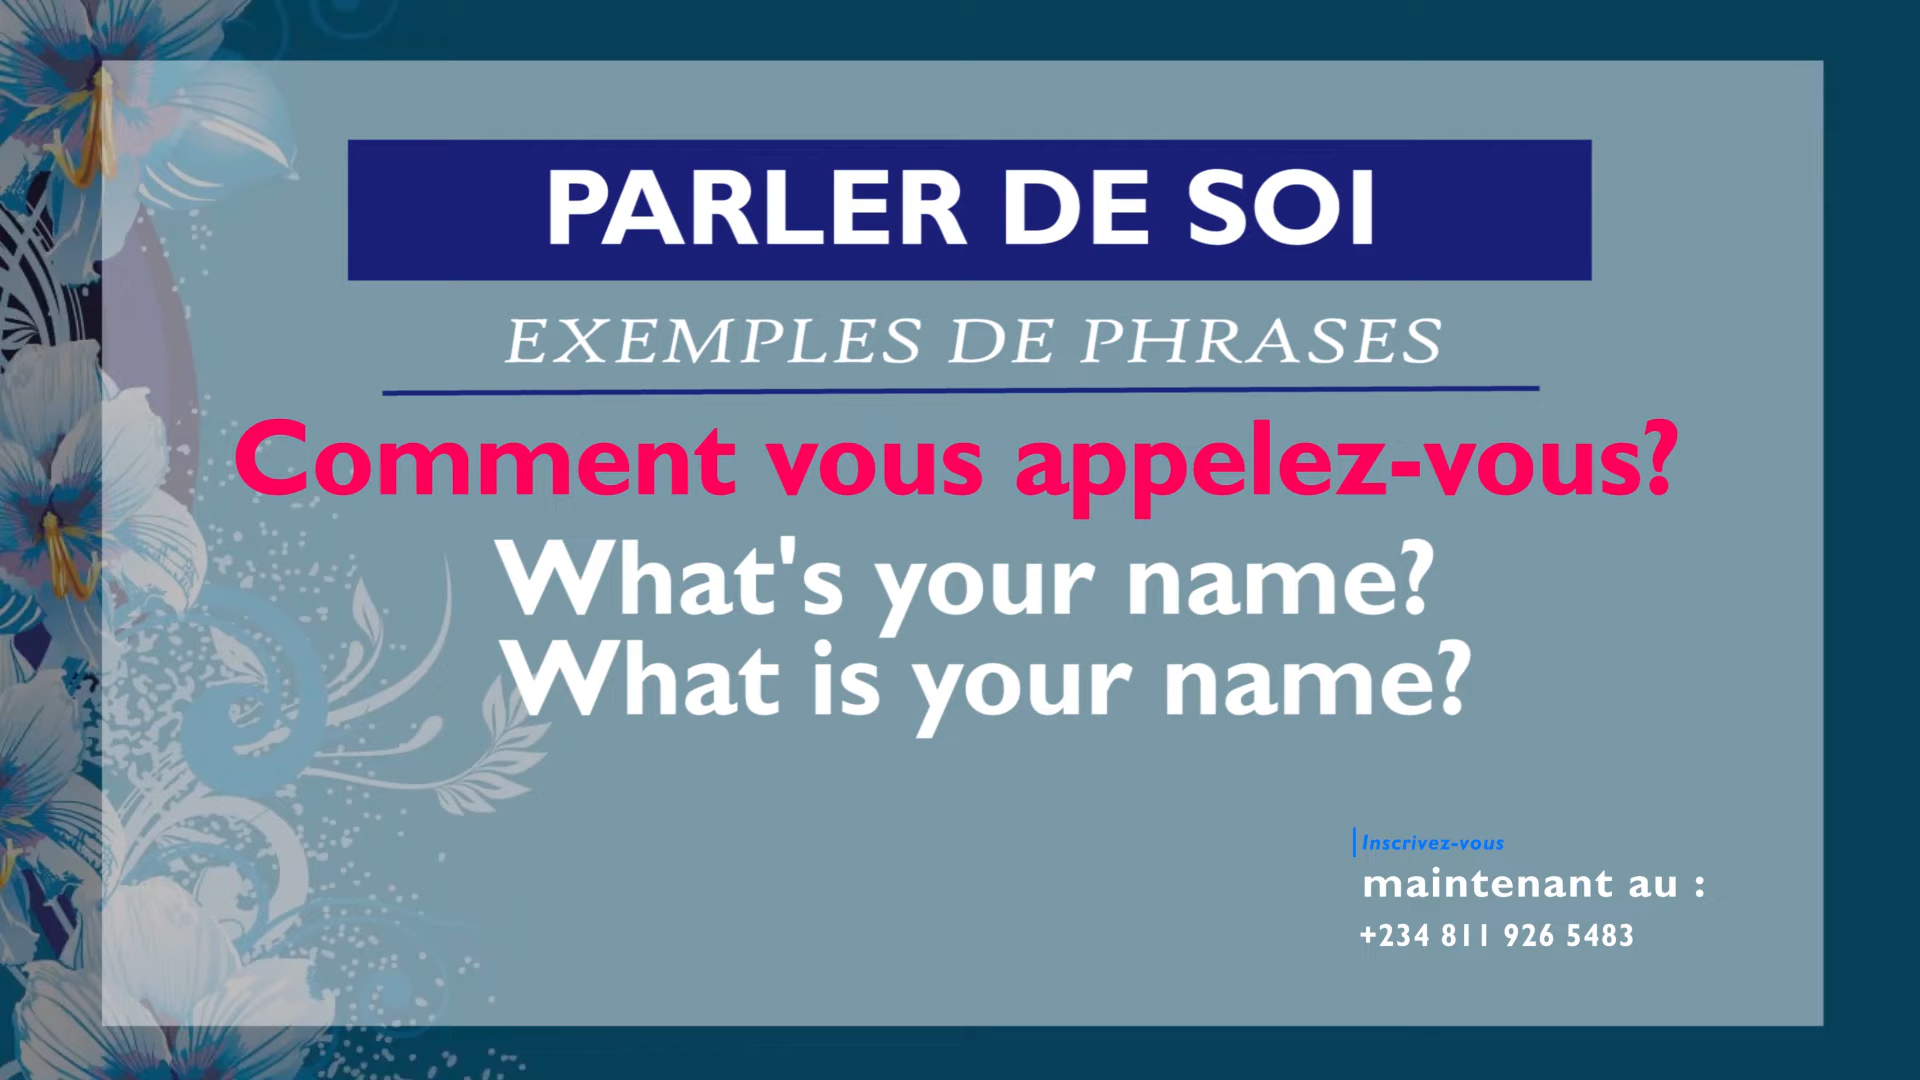 PARLER DE SOI
EXEMPLES DE PHRASES
Comment vous appelez-vous?
What's your name?
What is your name?
Inscrivez-vous
maintenant au :
+234 811 926 5483